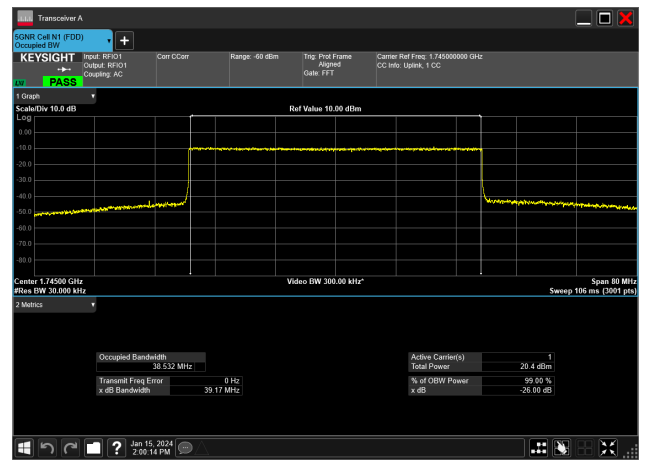 Transceiver A
5GNR Cell N1 (FDD)
Occupied BW
KEYSIGHT
LXI
PASS
Input: RFIO1
Output: RFIO1
Coupling: AC
Corr CCorr
Range: -60 dBm
Trig: Prot Frame
Aligned
Gate: FFT
Carrier Ref Freq: 1.745000000 GHz
CC Info: Uplink, 1 CC
1 Graph
Scale/Div 10.0 dB
Ref Value 10.00 dBm
Log
0.00
-10.0
-20.0
-30.0
-40.0
-50.0
-60.0
-70.0
-80.0
Center 1.74500 GHz
Video BW 300.00 kHz*
Span 80 MHz
#Res BW 30.000 kHz
Sweep 106 ms (3001 pts)
2 Metrics
Occupied Bandwidth
38.532 MHz
Transmit Freq Error 0 Hz
x dB Bandwidth 39.17 MHz
Active Carrier(s) 1
Total Power 20.4 dBm
% of OBW Power 99.00 %
x dB -26.00 dB
Jan 15, 2024
2:00:14 PM